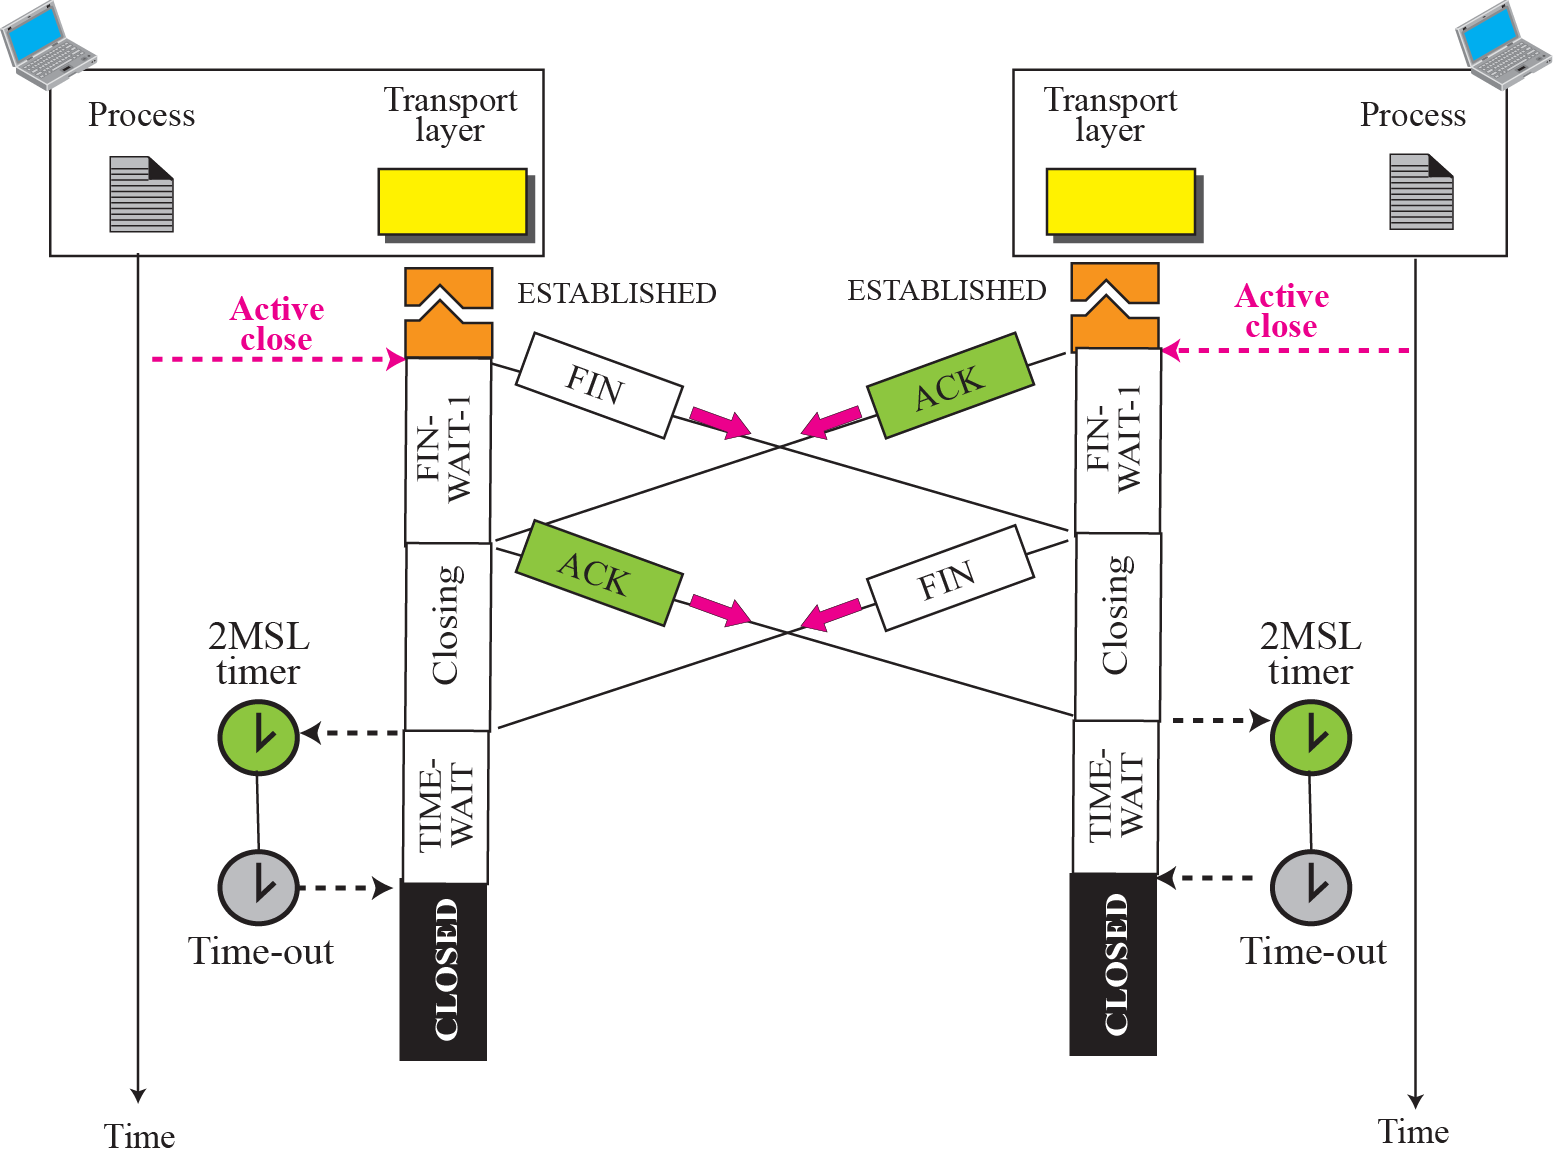 Process
Transport
layer
Transport
layer
Process
ESTABLISHED
ESTABLISHED
Active
close
Active
close
FIN
ACK
FIN-
WAIT-1
FIN-
WAIT-1
ACK
FIN
Closing
Closing
2MSL
timer
2MSL
timer
TIME-
WAIT
TIME-
WAIT
Time-out
Time-out
CLOSED
CLOSED
Time
Time